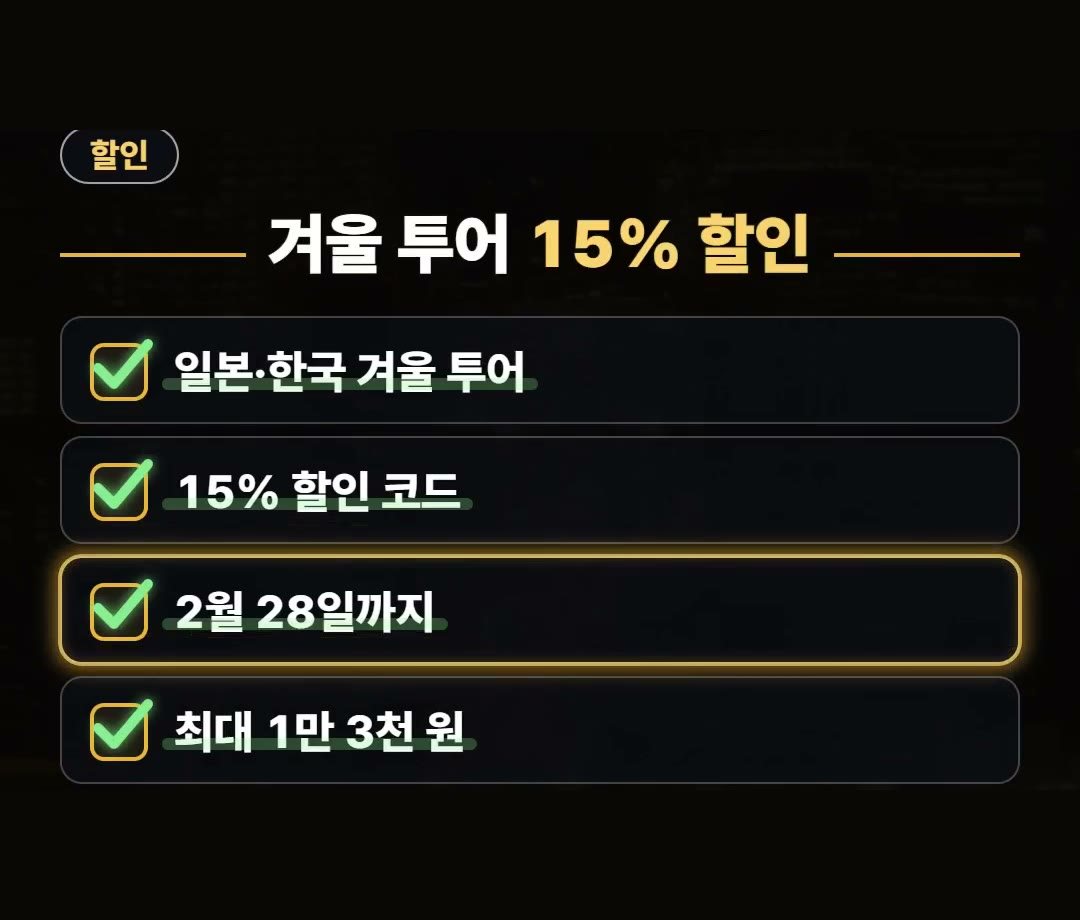 할인
겨울 투어 15% 할인
일본·한국 겨울 투어
15% 할인 코드
2월 28일까지
최대 1만 3천 원